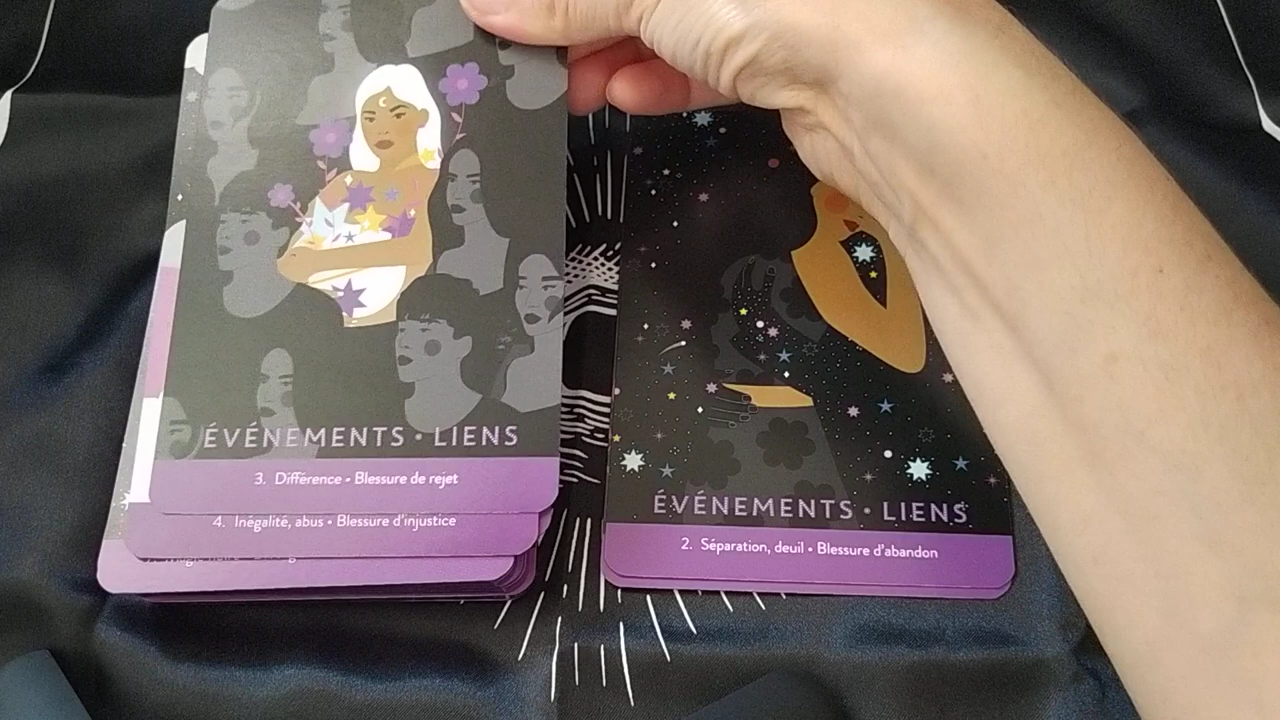 ÉVÉNEMENTS • LIENS
3. Différence • Blessure de rejet
4. Inégalité, abus • Blessure d'injustice
ÉVÉNEMENTS • LIENS
2. Séparation, deuil • Blessure d'abandon